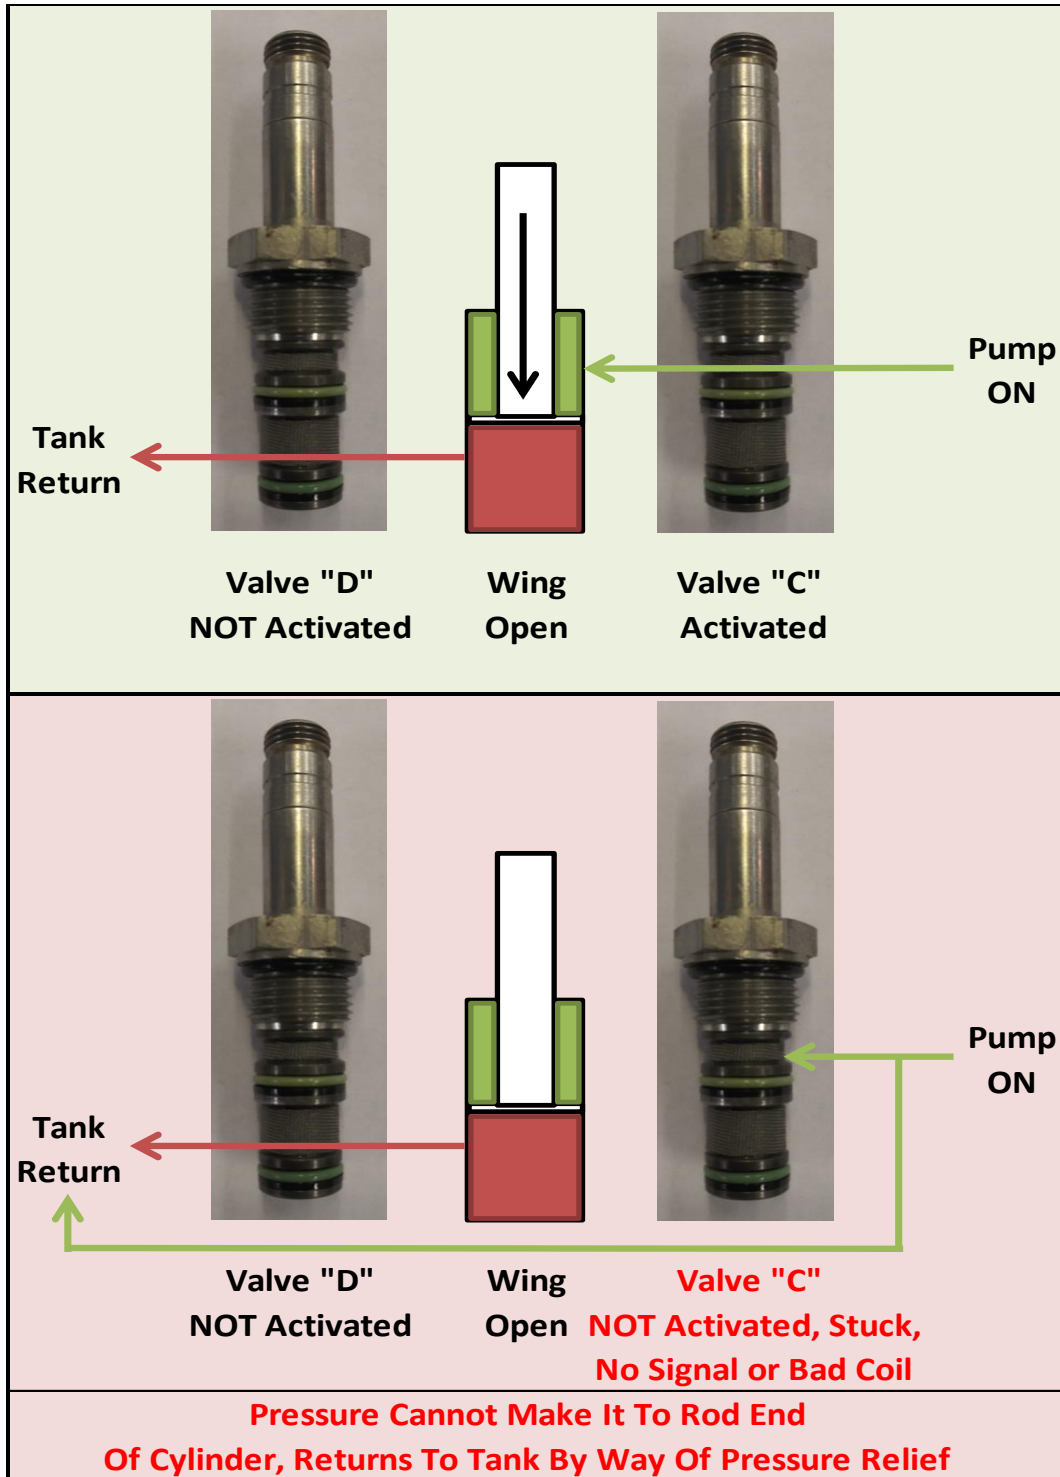 Pump
ON
Tank
Return
Valve "D"
NOT Activated
Wing
Open
Valve "C"
Activated
Pump
ON
Tank
Return
Valve "D"
NOT Activated
Wing
Open
Valve "C"
NOT Activated, Stuck,
No Signal or Bad Coil
Pressure Cannot Make It To Rod End
Of Cylinder, Returns To Tank By Way Of Pressure Relief